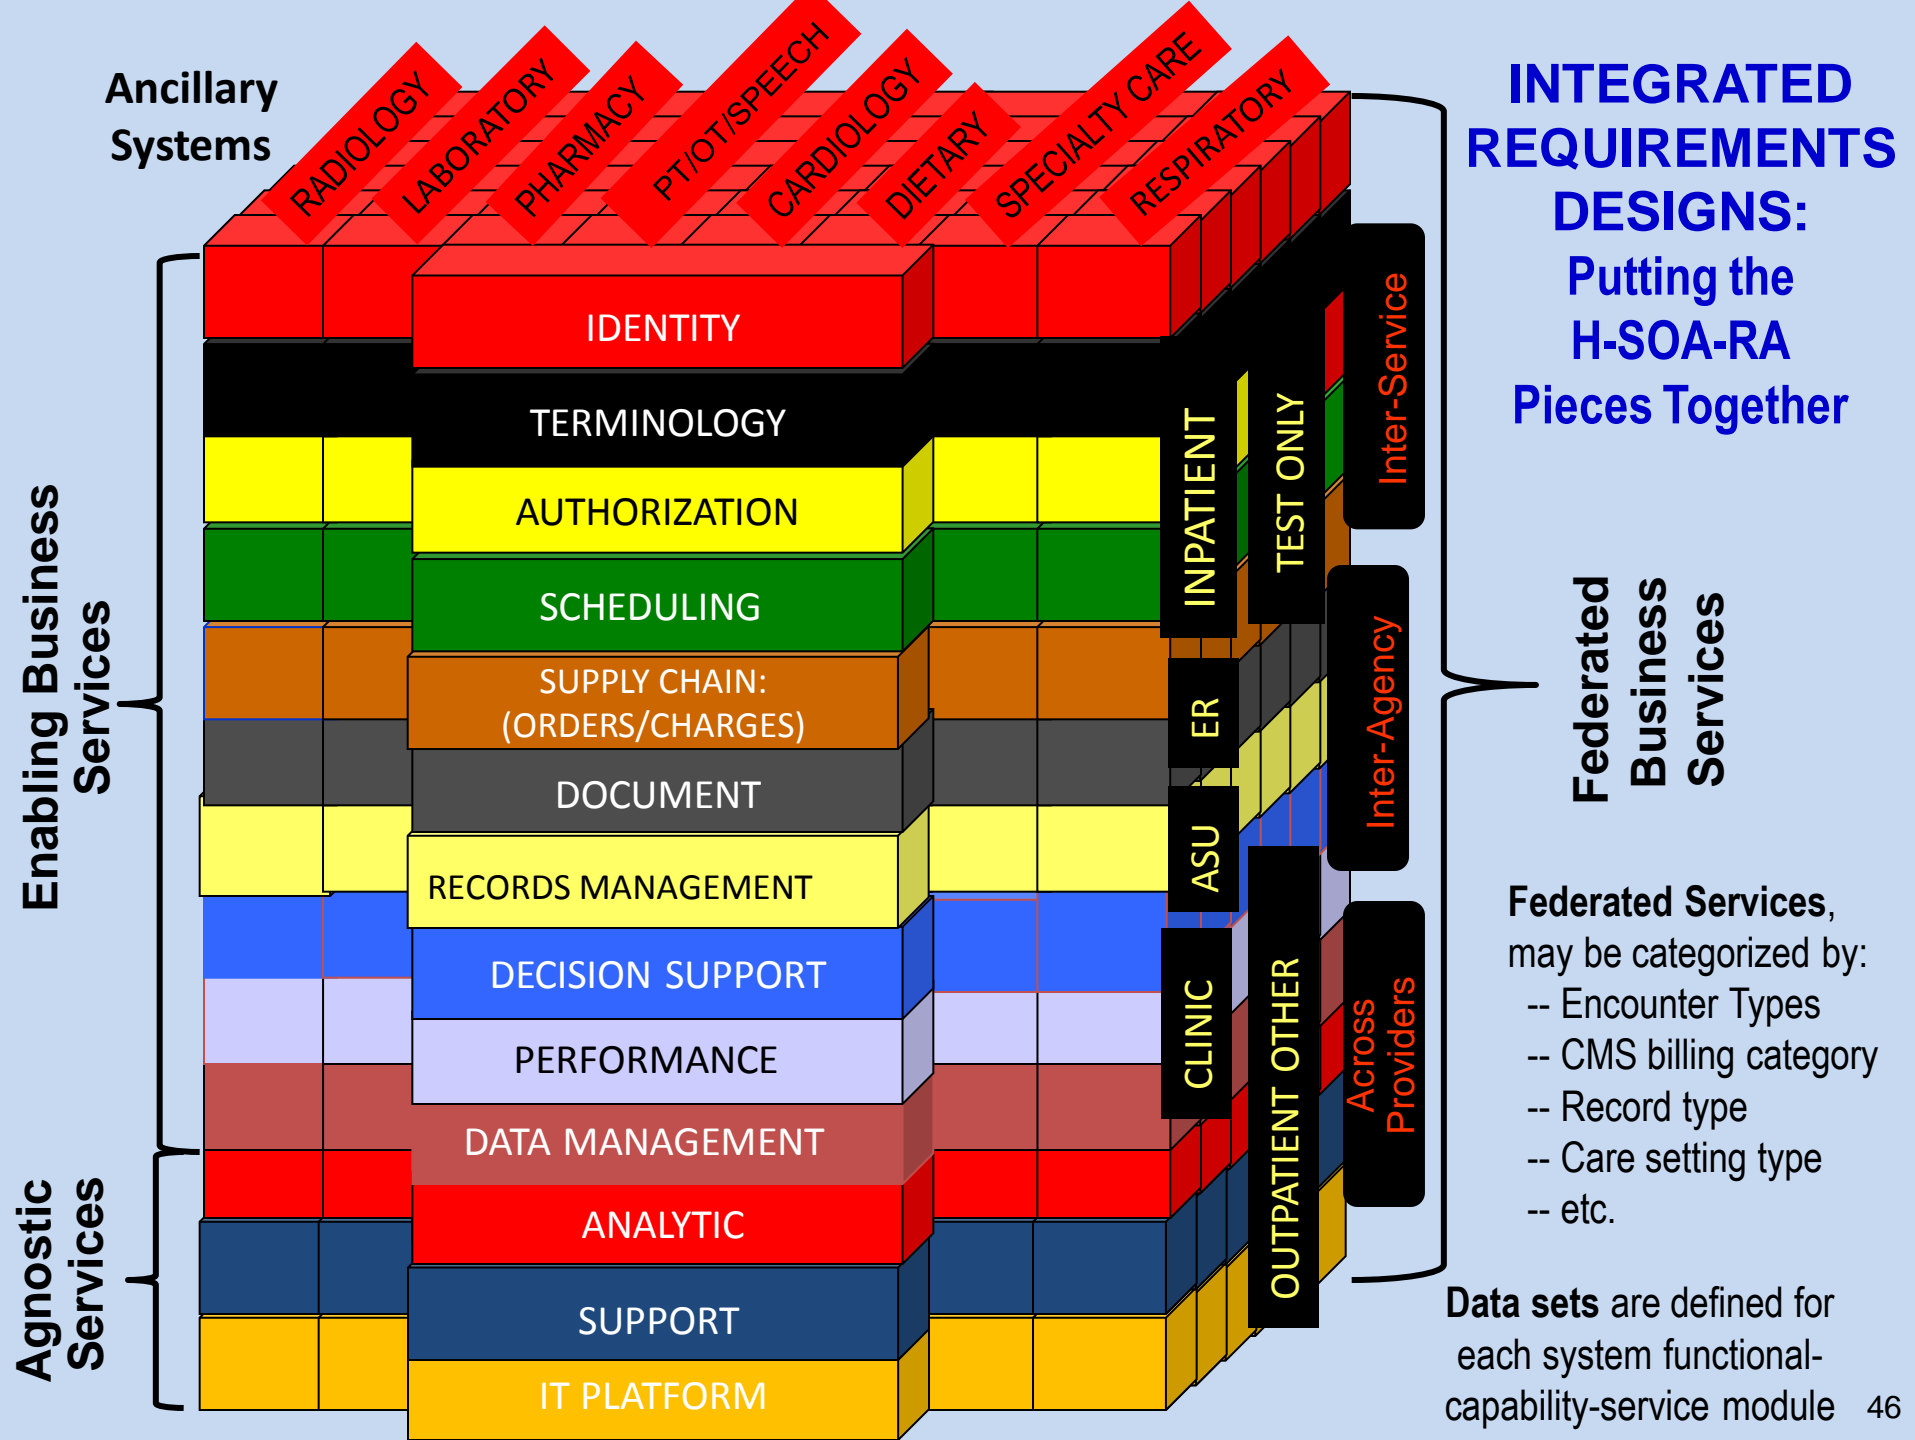 Ancillary
Systems
RADIOLOGY
LABORATORY
PHARMACY
PT/OT/SPEECH
CARDIOLOGY
DIETARY
SPECIALTY CARE
RESPIRATORY
INTEGRATED
REQUIREMENTS
DESIGNS:
Putting the
H-SOA-RA
Pieces Together
Enabling Business
Services
Agnostic
Services
IDENTITY
TERMINOLOGY
AUTHORIZATION
SCHEDULING
SUPPLY CHAIN:
(ORDERS/CHARGES)
DOCUMENT
RECORDS MANAGEMENT
DECISION SUPPORT
PERFORMANCE
DATA MANAGEMENT
ANALYTIC
SUPPORT
IT PLATFORM
INPATIENT
ER
ASU
CLINIC
TEST ONLY
OUTPATIENT OTHER
Inter-Service
Inter-Agency
Across
Providers
Federated
Business
Services
Federated Services,
may be categorized by:
-- Encounter Types
-- CMS billing category
-- Record type
-- Care setting type
-- etc.
Data sets are defined for
each system functional-
capability-service module
46